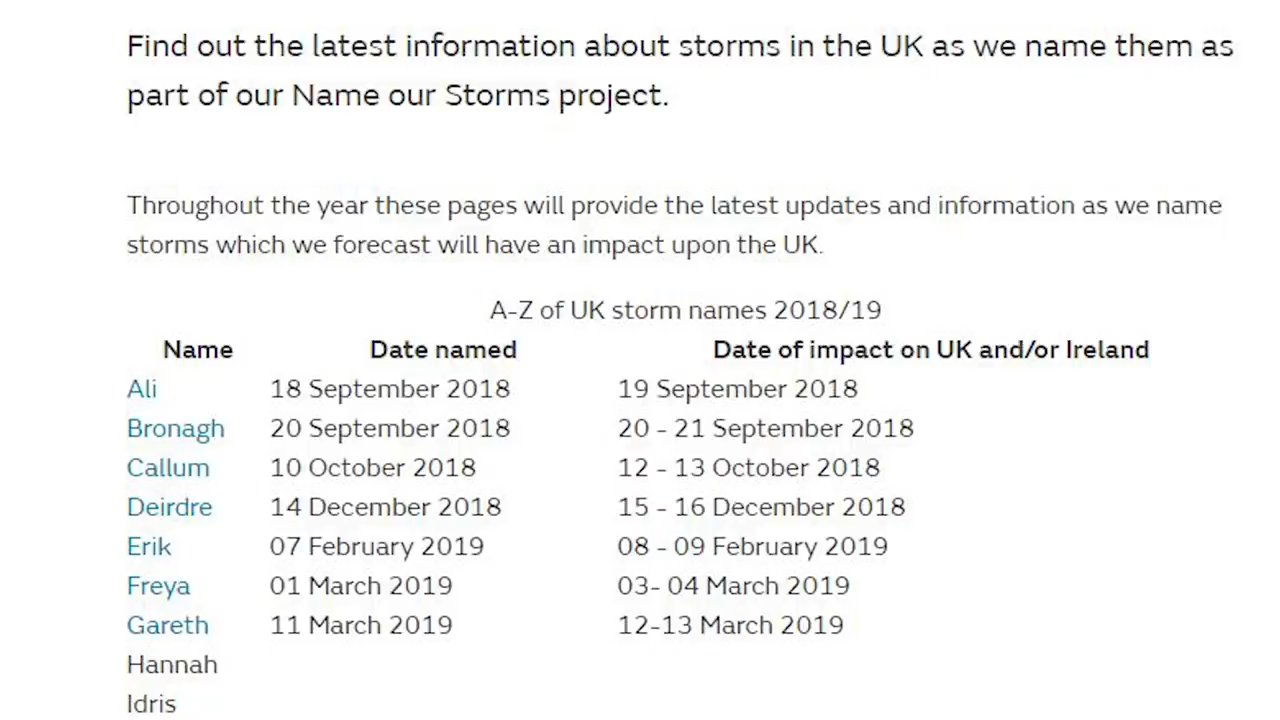 Find out the latest information about storms in the UK as we name them as
part of our Name our Storms project.
Throughout the year these pages will provide the latest updates and information as we name
storms which we forecast will have an impact upon the UK.
A-Z of UK storm names 2018/19
Name Date named Date of impact on UK and/or Ireland
Ali 18 September 2018 19 September 2018
Bronagh 20 September 2018 20 - 21 September 2018
Callum 10 October 2018 12 - 13 October 2018
Deirdre 14 December 2018 15 - 16 December 2018
Erik 07 February 2019 08 - 09 February 2019
Freya 01 March 2019 03- 04 March 2019
Gareth 11 March 2019 12-13 March 2019
Hannah
Idris